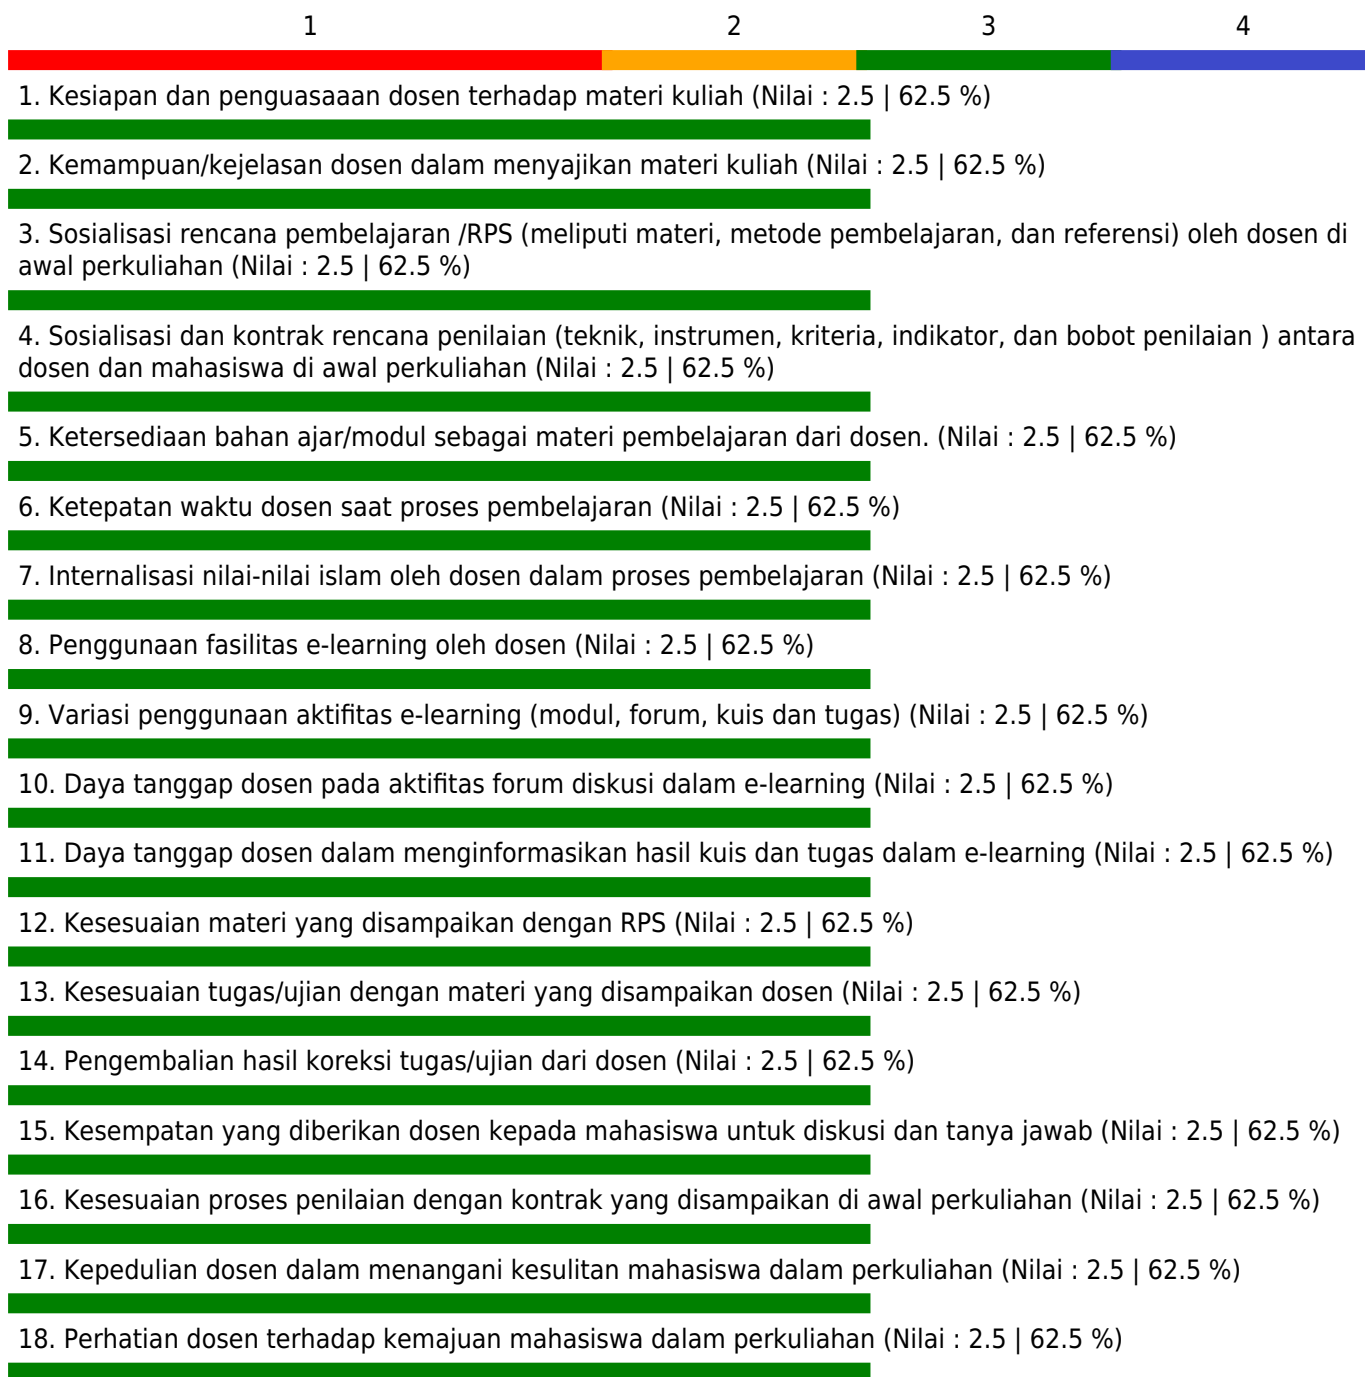 1 2 3 4
1. Kesiapan dan penguasaaan dosen terhadap materi kuliah (Nilai : 2.5 | 62.5 %)
2. Kemampuan/kejelasan dosen dalam menyajikan materi kuliah (Nilai : 2.5 | 62.5 %)
3. Sosialisasi rencana pembelajaran /RPS (meliputi materi, metode pembelajaran, dan referensi) oleh dosen di
awal perkuliahan (Nilai : 2.5 | 62.5 %)
4. Sosialisasi dan kontrak rencana penilaian (teknik, instrumen, kriteria, indikator, dan bobot penilaian ) antara
dosen dan mahasiswa di awal perkuliahan (Nilai : 2.5 | 62.5 %)
5. Ketersediaan bahan ajar/modul sebagai materi pembelajaran dari dosen. (Nilai : 2.5 | 62.5 %)
6. Ketepatan waktu dosen saat proses pembelajaran (Nilai : 2.5 | 62.5 %)
7. Internalisasi nilai-nilai islam oleh dosen dalam proses pembelajaran (Nilai : 2.5 | 62.5 %)
8. Penggunaan fasilitas e-learning oleh dosen (Nilai : 2.5 | 62.5 %)
9. Variasi penggunaan aktifitas e-learning (modul, forum, kuis dan tugas) (Nilai : 2.5 | 62.5 %)
10. Daya tanggap dosen pada aktifitas forum diskusi dalam e-learning (Nilai : 2.5 | 62.5 %)
11. Daya tanggap dosen dalam menginformasikan hasil kuis dan tugas dalam e-learning (Nilai : 2.5 | 62.5 %)
12. Kesesuaian materi yang disampaikan dengan RPS (Nilai : 2.5 | 62.5 %)
13. Kesesuaian tugas/ujian dengan materi yang disampaikan dosen (Nilai : 2.5 | 62.5 %)
14. Pengembalian hasil koreksi tugas/ujian dari dosen (Nilai : 2.5 | 62.5 %)
15. Kesempatan yang diberikan dosen kepada mahasiswa untuk diskusi dan tanya jawab (Nilai : 2.5 | 62.5 %)
16. Kesesuaian proses penilaian dengan kontrak yang disampaikan di awal perkuliahan (Nilai : 2.5 | 62.5 %)
17. Kepedulian dosen dalam menangani kesulitan mahasiswa dalam perkuliahan (Nilai : 2.5 | 62.5 %)
18. Perhatian dosen terhadap kemajuan mahasiswa dalam perkuliahan (Nilai : 2.5 | 62.5 %)